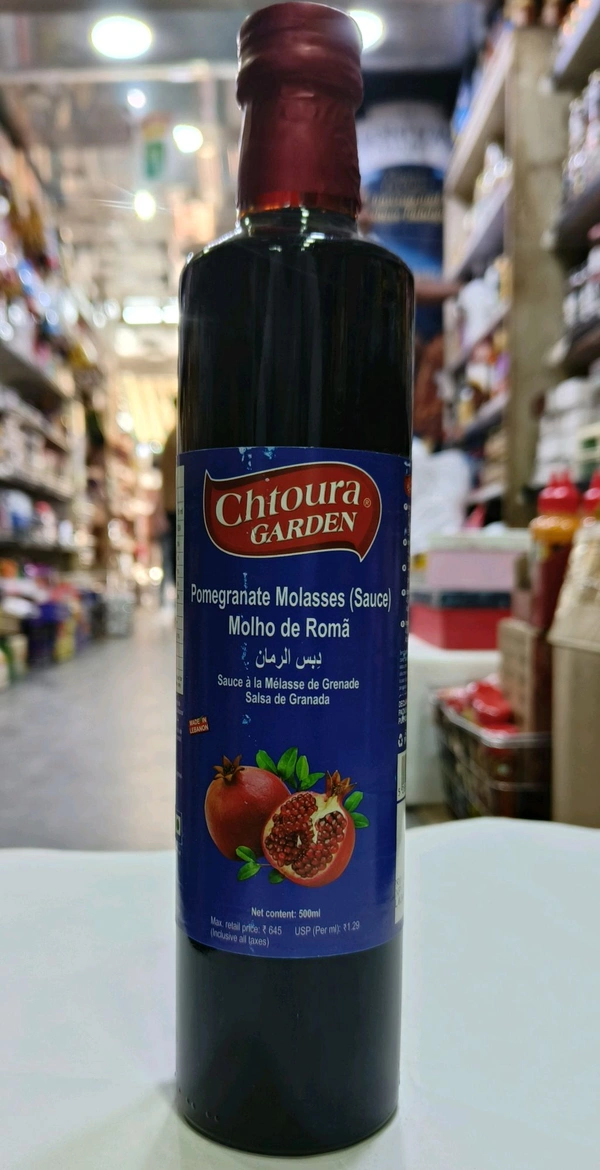 Chtoura®
GARDEN
Pomegranate Molasses (Sauce)
Molho de Romã
دبس الرمان
Sauce à la Mélasse de Grenade
Salsa de Granada
MADE IN
LEBANON
Net content: 500ml
Max. retail price: ₹ 645 USP (Per ml): ₹1.29
(Inclusive all taxes)